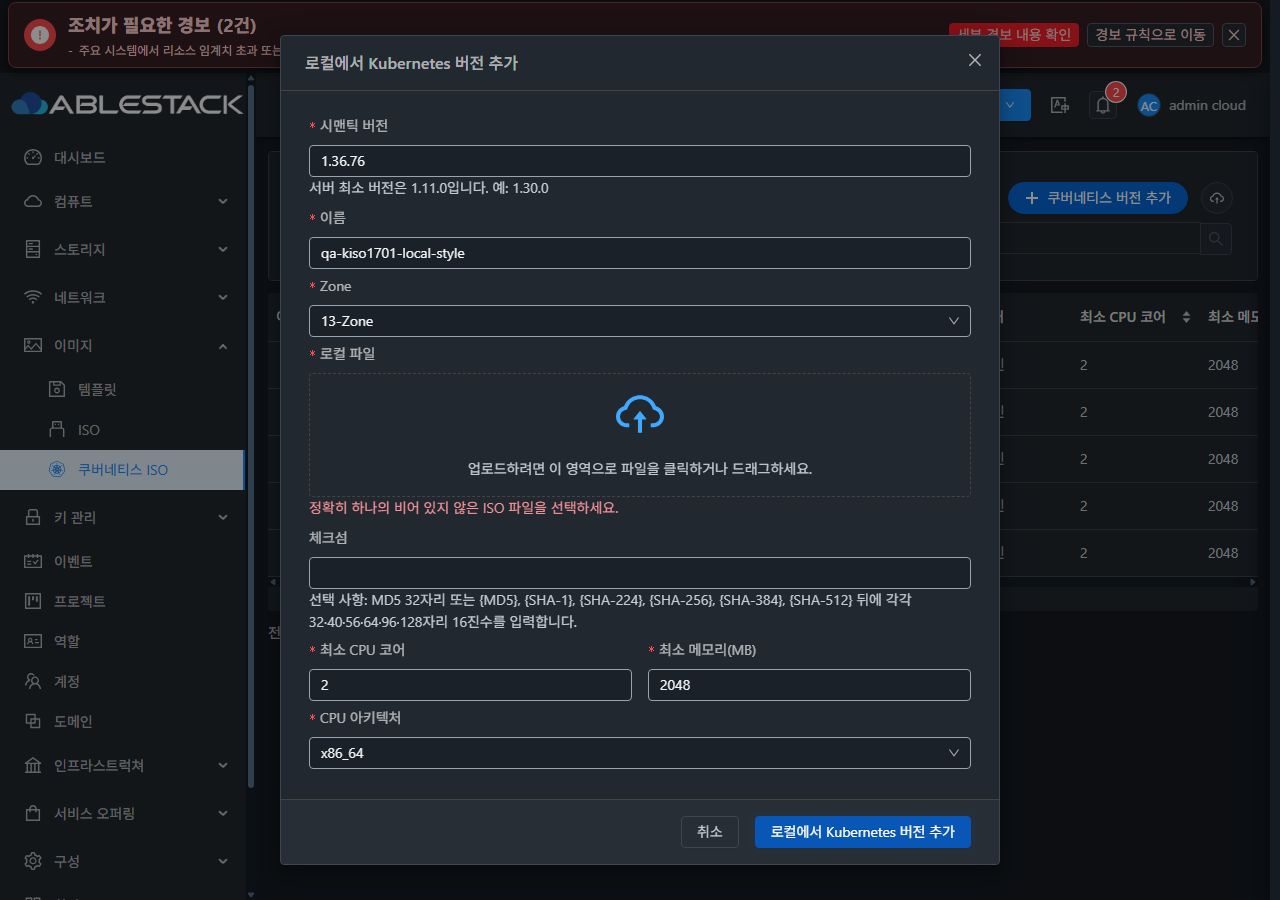 조치가 필요한 경보 (2건)
- 주요 시스템에서 리소스 임계치 초과 또는
세부 경보 내용 확인
경보 규칙으로 이동
ABLESTACK
2
AC
admin cloud
대시보드
컴퓨트
스토리지
네트워크
이미지
템플릿
ISO
쿠버네티스 ISO
키 관리
이벤트
프로젝트
역할
계정
도메인
인프라스트럭쳐
서비스 오퍼링
구성
쿠버네티스 버전 추가
최소 CPU 코어
최소 메모
2 2048
2 2048
2 2048
2 2048
2 2048
전
로컬에서 Kubernetes 버전 추가
* 시맨틱 버전
1.36.76
서버 최소 버전은 1.11.0입니다. 예: 1.30.0
* 이름
qa-kiso1701-local-style
* Zone
13-Zone
* 로컬 파일
업로드하려면 이 영역으로 파일을 클릭하거나 드래그하세요.
정확히 하나의 비어 있지 않은 ISO 파일을 선택하세요.
체크섬
선택 사항: MD5 32자리 또는 {MD5}, {SHA-1}, {SHA-224}, {SHA-256}, {SHA-384}, {SHA-512} 뒤에 각각
32·40·56·64·96·128자리 16진수를 입력합니다.
* 최소 CPU 코어
* 최소 메모리(MB)
2
2048
* CPU 아키텍처
x86_64
취소
로컬에서 Kubernetes 버전 추가